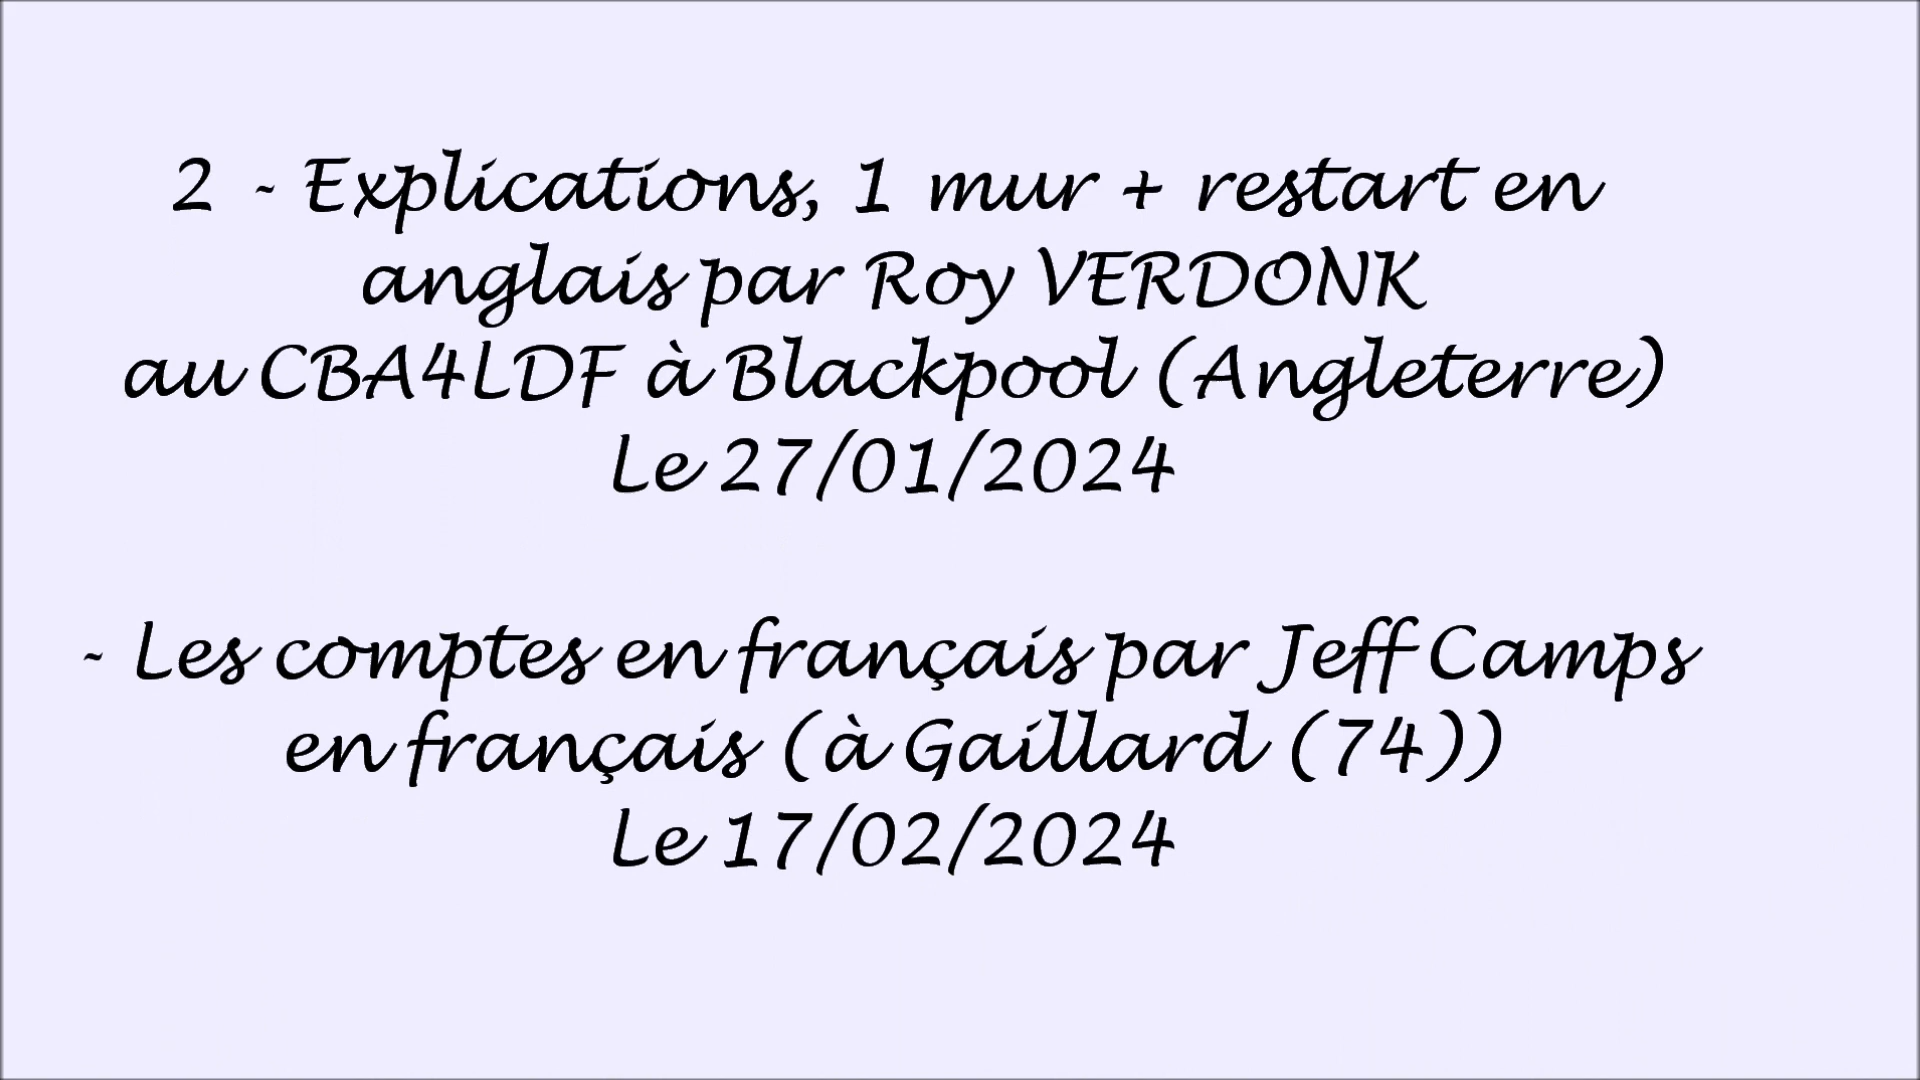 2 - Explications, 1 mur + restart en
anglais par Roy VERDONK
au CBA4LDF à Blackpool (Angleterre)
Le 27/01/2024
- Les comptes en français par Jeff Camps
en français (à Gaillard (74))
Le 17/02/2024